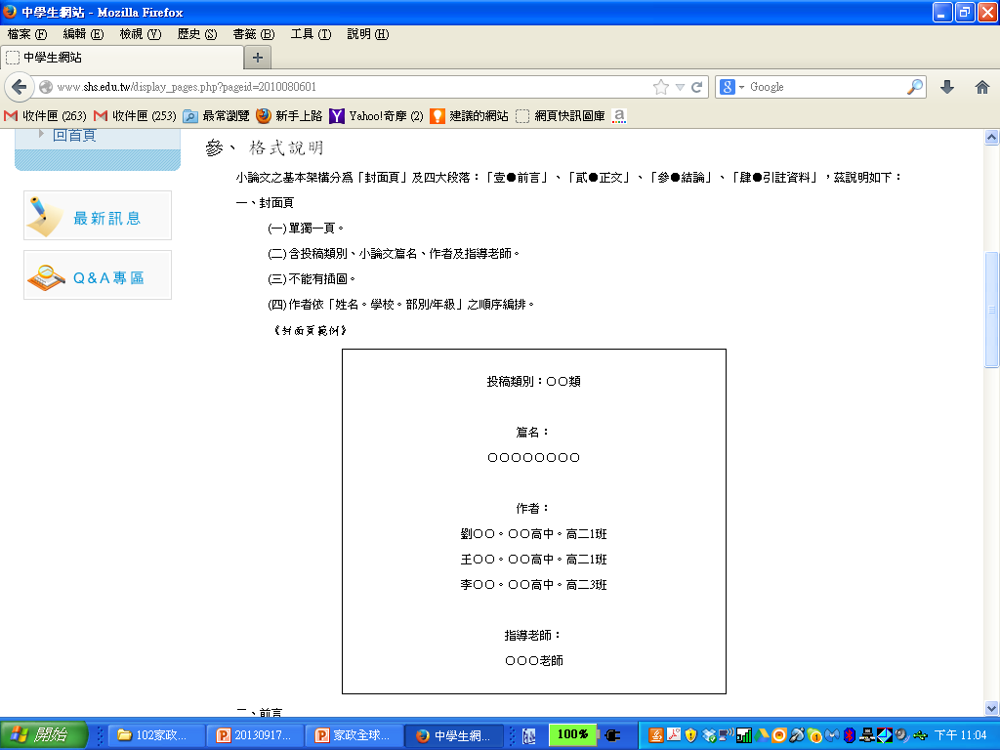 中學生網站 - Mozilla Firefox
檔案 (F) 編輯 (E) 檢視 (V) 歷史 (S) 書籤 (B) 工具 (T) 說明 (H)
中學生網站
www.shs.edu.tw/display_pages.php?pageid=2010080601
Google
收件匣 (263) 收件匣 (253) 最常瀏覽 新手上路 Yahoo!奇摩 (2) 建議的網站 網頁快訊圖庫
回首頁
最新訊息
Q&A專區
參、格式說明
小論文之基本架構分為「封面頁」及四大段落：「壹●前言」、「貳●正文」、「參●結論」、「肆●引註資料」，茲說明如下：
一、封面頁
(一) 單獨一頁。
(二) 含投稿類別、小論文篇名、作者及指導老師。
(三) 不能有插圖。
(四) 作者依「姓名。學校。部別/年級」之順序編排。
《封面頁範例》
投稿類別：○○類
篇名：
○○○○○○○○
作者：
劉○○。○○高中。高二1班
王○○。○○高中。高二1班
李○○。○○高中。高二3班
指導老師：
○○○老師
二、前言
開始 102家政... 20130917... 家政全球... 中學生網... 100% 下午 11:04